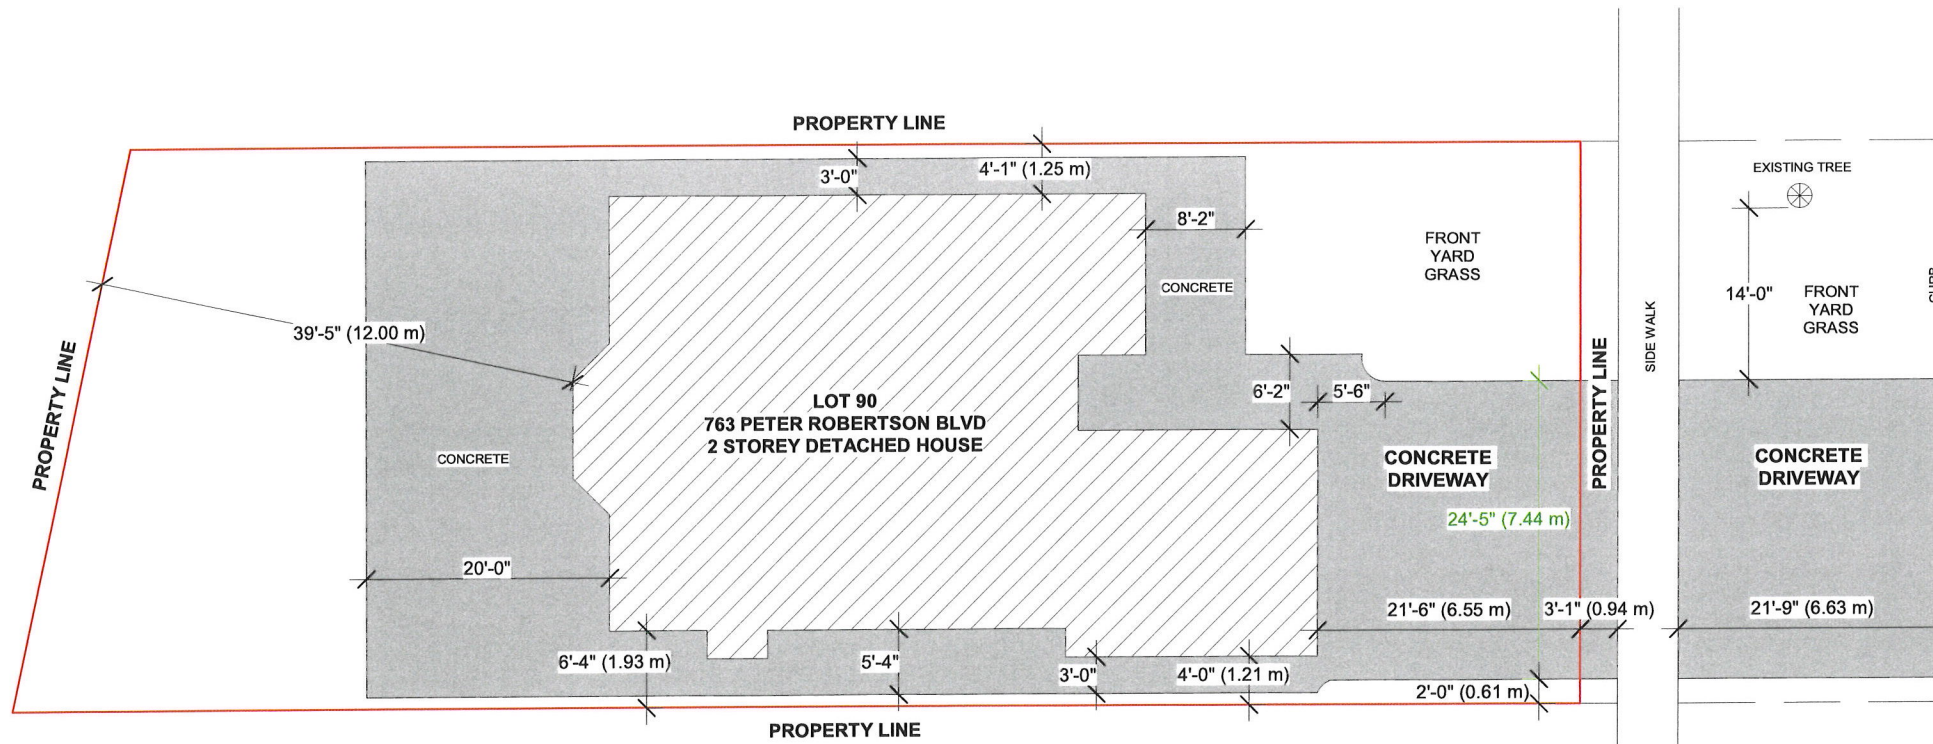 PROPERTY LINE
EXISTING TREE
3'-0"
4'-1" (1.25 m)
8'-2"
FRONT
YARD
GRASS
CONCRETE
14'-0"
FRONT
YARD
GRASS
CURB
39'-5" (12.00 m)
SIDE WALK
PROPERTY LINE
PROPERTY LINE
6'-2"
5'-6"
LOT 90
763 PETER ROBERTSON BLVD
2 STOREY DETACHED HOUSE
CONCRETE
CONCRETE
DRIVEWAY
CONCRETE
DRIVEWAY
24'-5" (7.44 m)
20'-0"
21'-6" (6.55 m)
3'-1" (0.94 m)
21'-9" (6.63 m)
6'-4" (1.93 m)
5'-4"
3'-0"
4'-0" (1.21 m)
2'-0" (0.61 m)
PROPERTY LINE